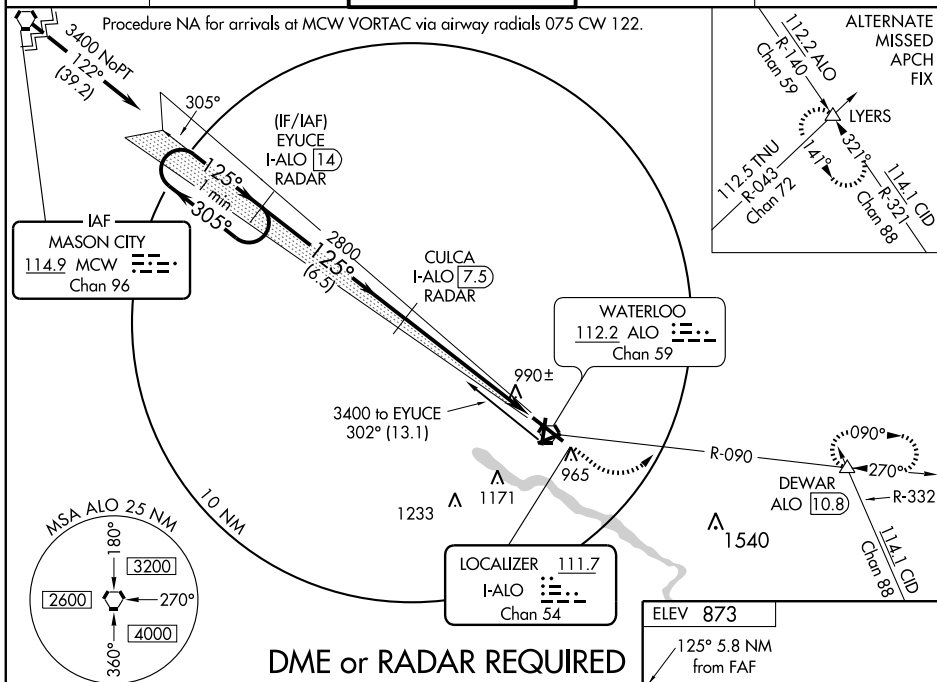 Procedure NA for arrivals at MCW VORTAC via airway radials 075 CW 122.
3400 NoPT
122°
(39.2)
305°
(IF/IAF)
EYUCE
I-ALO 14
RADAR
125°
1 min
305°
2800
125°
(6.5)
CULCA
I-ALO 7.5
RADAR
IAF
MASON CITY
114.9 MCW
Chan 96
WATERLOO
112.2 ALO
Chan 59
990±
3400 to EYUCE
302° (13.1)
965
1171
1233
1540
10 NM
R-090
090°
270°
DEWAR
ALO 10.8
R-332
114.1 CID
Chan 88
LOCALIZER 111.7
I-ALO
Chan 54
ALTERNATE
MISSED
APCH
FIX
112.2 ALO
R-140
Chan 59
LYERS
112.5 TNU
R-043
Chan 72
141°
321°
114.1 CID
R-321
Chan 88
MSA ALO 25 NM
180°
3200
2600
270°
4000
360°
DME or RADAR REQUIRED
ELEV 873
125° 5.8 NM
from FAF